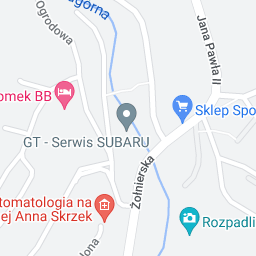 Ogrodowa
Jana Pawła II
omek BB
Sklep Spo
GT - Serwis SUBARU
Żołnierska
tomatologia na
ej Anna Skrzek
Rozpadli